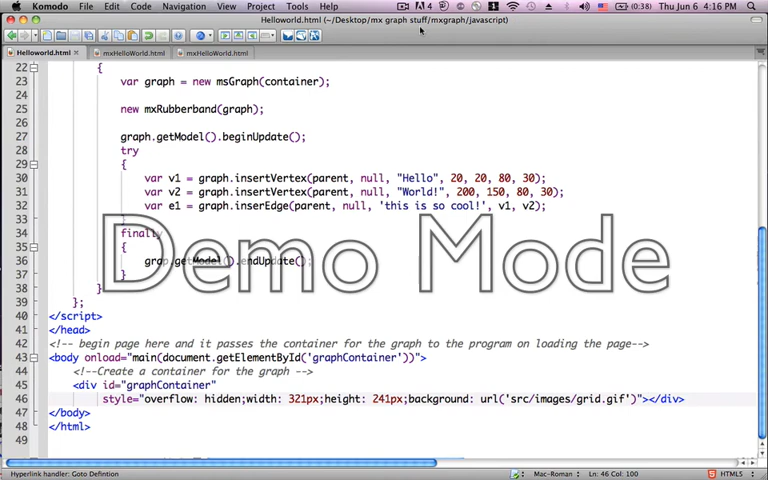 Komodo File Edit Code Navigation View Project Tools Help 4 (0:38) Thu Jun 6 4:16 PM
Helloworld.html (~/Desktop/mx graph stuff/mxgraph/javascript)
Helloworld.html mxHelloWorld.html mxHelloWorld.html
22 {
23 var graph = new msGraph(container);
24
25 new mxRubberband(graph);
26
27 graph.getModel().beginUpdate();
28 try
29 {
30 var v1 = graph.insertVertex(parent, null, "Hello", 20, 20, 80, 30);
31 var v2 = graph.insertVertex(parent, null, "World!", 200, 150, 80, 30);
32 var e1 = graph.inserEdge(parent, null, 'this is so cool!', v1, v2);
33
34 finally
35 {
36 grap.getModel().endUpdate();
37 }
38 }
39 };
40 </script>
41 </head>
42 <!-- begin page here and it passes the container for the graph to the program on loading the page-->
43 <body onload="main(document.getElementById('graphContainer'))">
44 <!--Create a container for the graph -->
45 <div id="graphContainer"
46 style="overflow: hidden;width: 321px;height: 241px;background: url('src/images/grid.gif')"></div>
47 </body>
48 </html>
49
Demo Mode
Hyperlink handler: Goto Defintion Mac-Roman Ln: 46 Col: 100 HTML5